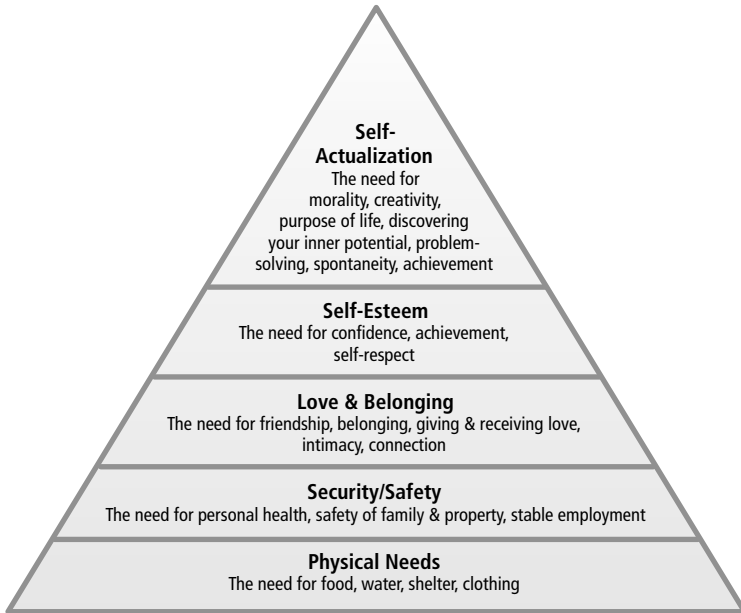 Self-
Actualization
The need for
morality, creativity,
purpose of life, discovering
your inner potential, problem-
solving, spontaneity, achievement
Self-Esteem
The need for confidence, achievement,
self-respect
Love & Belonging
The need for friendship, belonging, giving & receiving love,
intimacy, connection
Security/Safety
The need for personal health, safety of family & property, stable employment
Physical Needs
The need for food, water, shelter, clothing